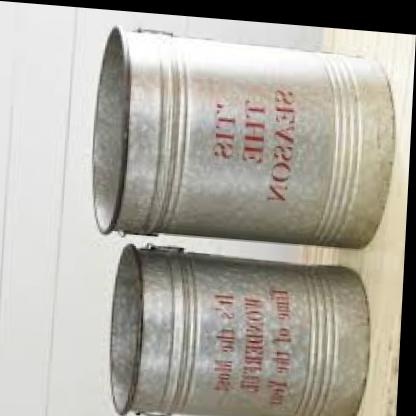 'TIS
THE
SEASON
It's the Most
WONDERFUL
Time of the Year